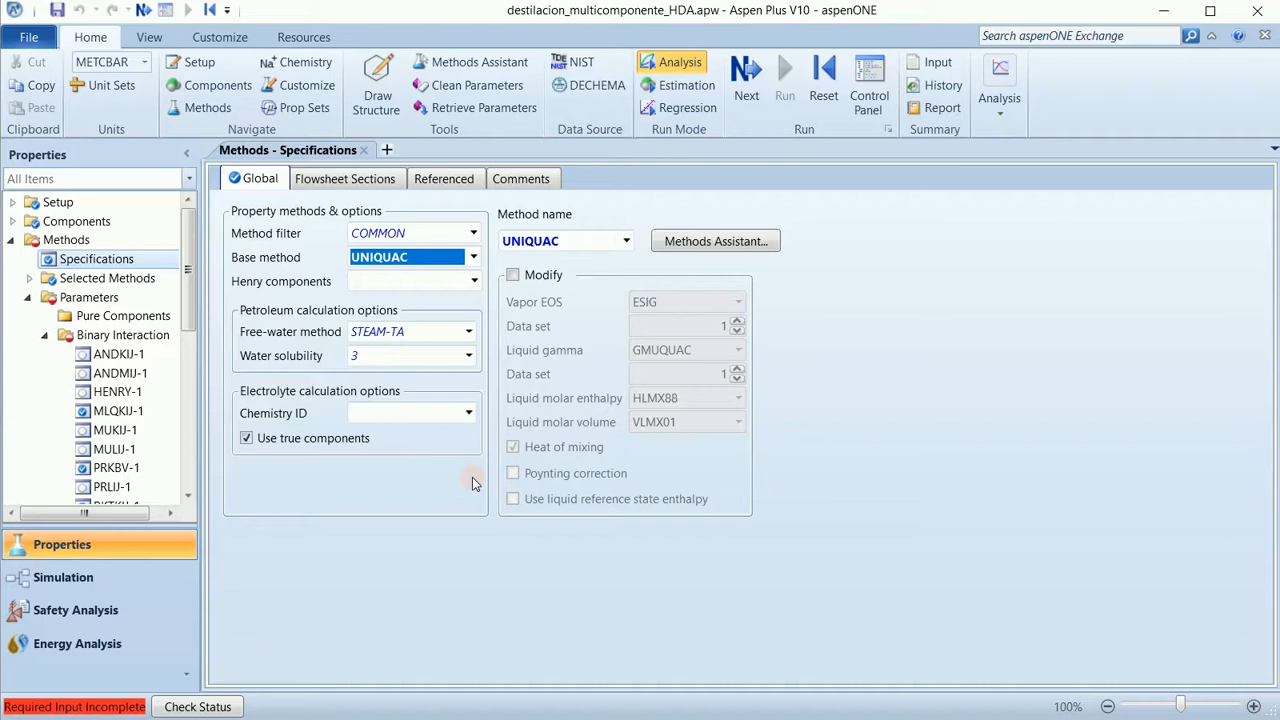 destilacion_multicomponente_HDA.apw - Aspen Plus V10 - aspenONE
File
Home
View
Customize
Resources
Search aspenONE Exchange
Cut
Copy
Paste
Clipboard
METCBAR
Unit Sets
Units
Setup
Components
Methods
Chemistry
Customize
Prop Sets
Navigate
Draw
Structure
Methods Assistant
Clean Parameters
Retrieve Parameters
Tools
NIST
DECHEMA
Data Source
Analysis
Estimation
Regression
Run Mode
Next
Run
Reset
Control
Panel
Run
Input
History
Report
Summary
Analysis
Properties
All Items
Setup
Components
Methods
Specifications
Selected Methods
Parameters
Pure Components
Binary Interaction
ANDKIJ-1
ANDMIJ-1
HENRY-1
MLQKIJ-1
MUKIJ-1
MULIJ-1
PRKBV-1
PRLIJ-1
Properties
Simulation
Safety Analysis
Energy Analysis
Methods - Specifications
Global
Flowsheet Sections
Referenced
Comments
Property methods & options
Method filter COMMON
Base method UNIQUAC
Henry components
Petroleum calculation options
Free-water method STEAM-TA
Water solubility 3
Electrolyte calculation options
Chemistry ID
Use true components
Method name
UNIQUAC
Methods Assistant...
Modify
Vapor EOS ESIG
Data set 1
Liquid gamma GMUQUAC
Data set 1
Liquid molar enthalpy HLMX88
Liquid molar volume VLMX01
Heat of mixing
Poynting correction
Use liquid reference state enthalpy
Required Input Incomplete
Check Status
100%